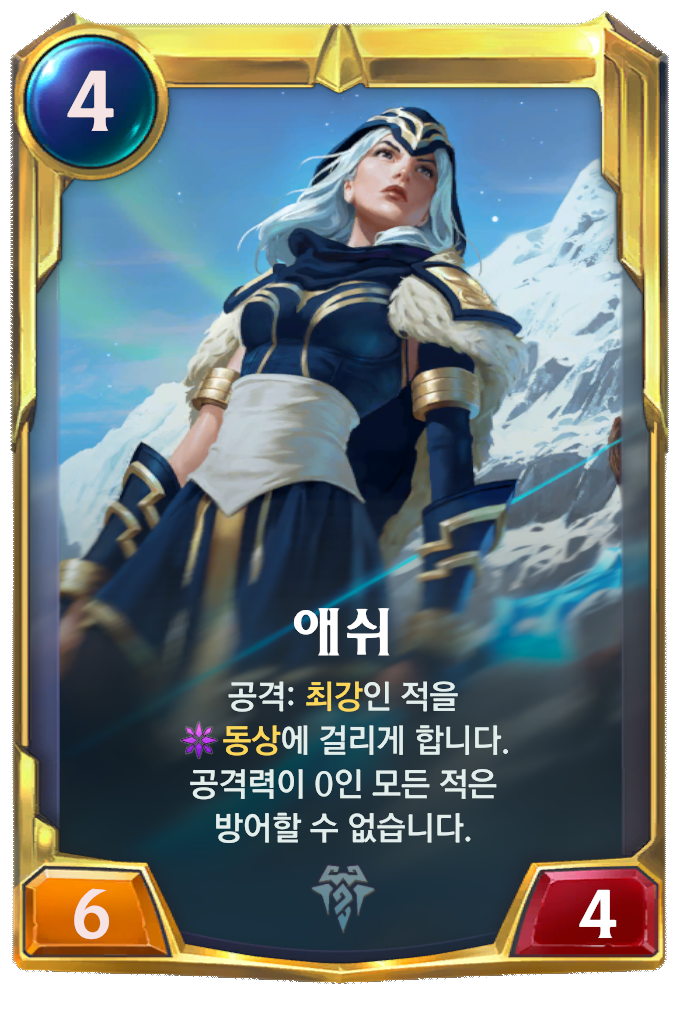 4
애쉬
공격: 최강인 적을
동상에 걸리게 합니다.
공격력이 0인 모든 적은
방어할 수 없습니다.
6
4